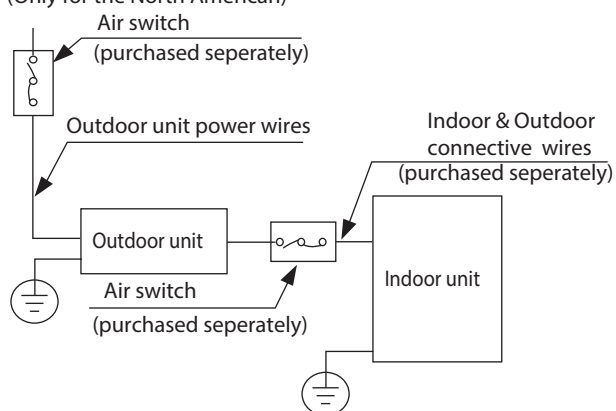 (Only for the North American)
Air switch
(purchased seperately)
Outdoor unit power wires
Indoor & Outdoor
connective wires
(purchased seperately)
Outdoor unit
Indoor unit
Air switch
(purchased seperately)